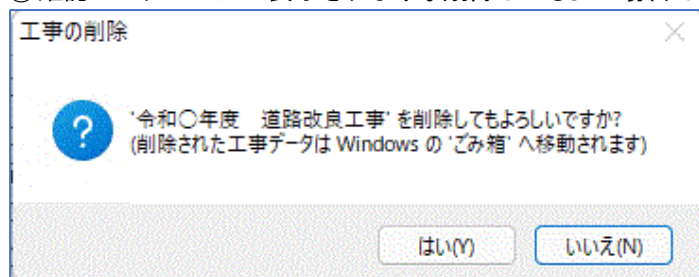 工事の削除
'令和〇年度　道路改良工事' を削除してもよろしいですか?
(削除された工事データは Windows の 'ごみ箱' へ移動されます)
はい(Y)
いいえ(N)